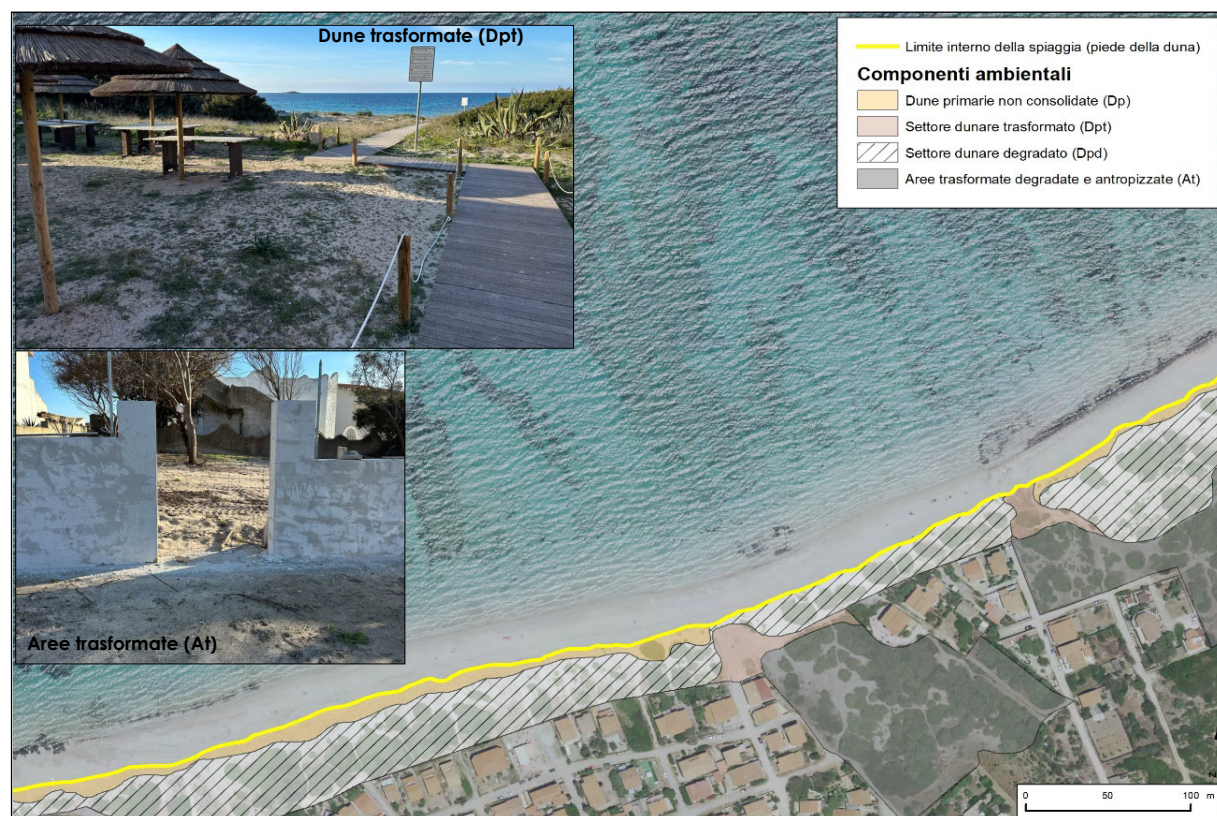 Dune trasformate (Dpt)
Aree trasformate (At)
Limite interno della spiaggia (piede della duna)
Componenti ambientali
Dune primarie non consolidate (Dp)
Settore dunare trasformato (Dpt)
Settore dunare degradato (Dpd)
Aree trasformate degradate e antropizzate (At)
z
0 50 100 m